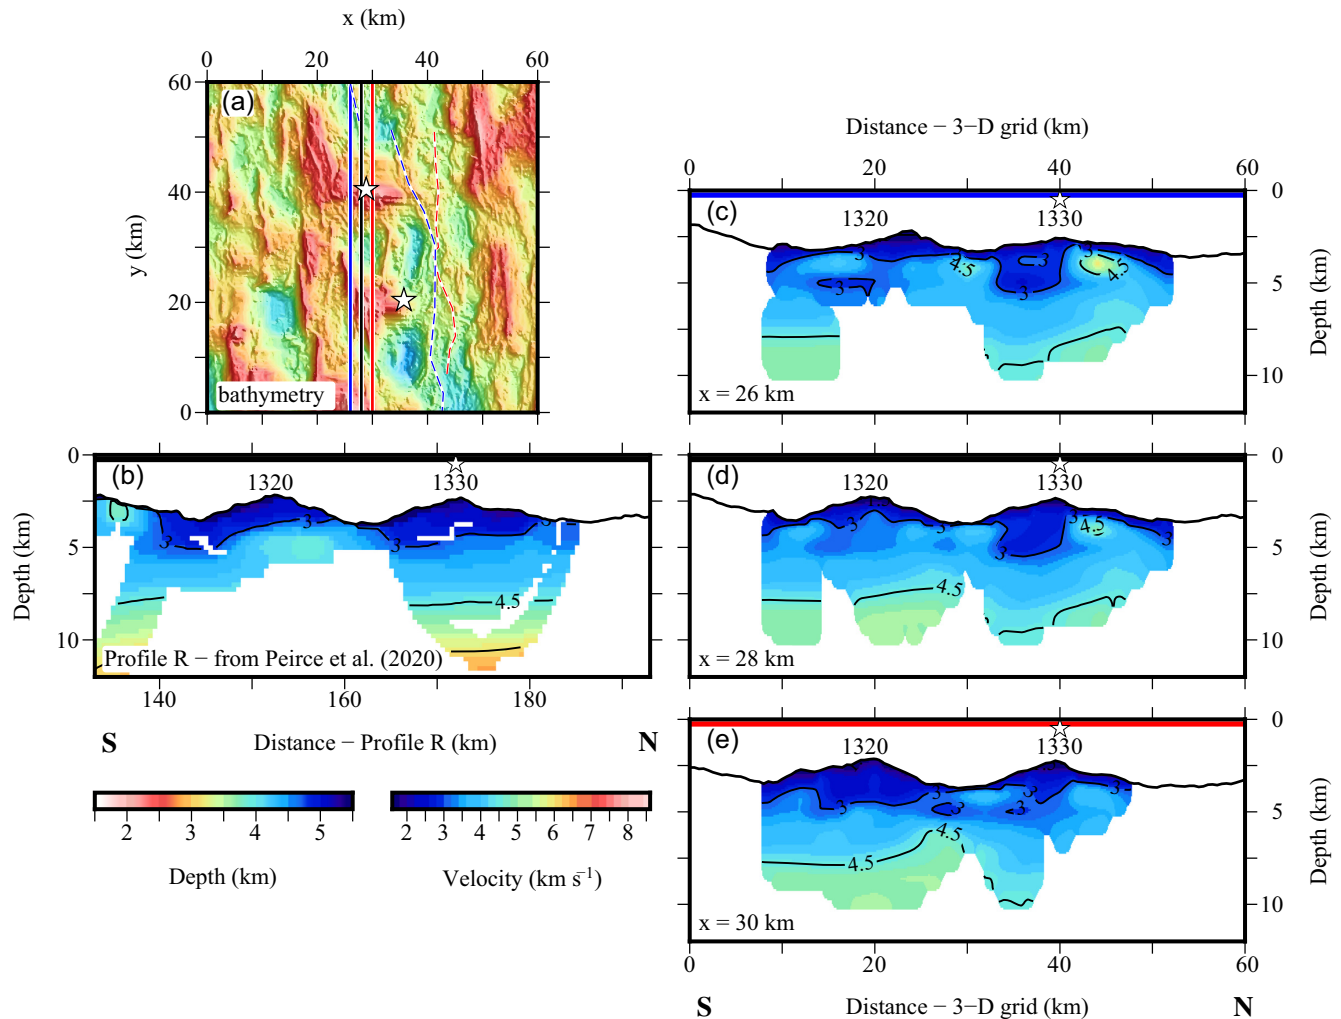 x (km)
0 20 40 60
60
(a)
40
y (km)
20
bathymetry
0
Distance − 3−D grid (km)
0 20 40 60
0
(c)
1320 1330
3 3 3 3 4.5 4.5 3
5
Depth (km)
10
x = 26 km
0
(b)
1320 1330
3 3 3 3
5
Depth (km)
4.5
10
Profile R − from Peirce et al. (2020)
140 160 180
S Distance − Profile R (km) N
0
(d)
1320 1330
3 3 3 4.5
5
Depth (km)
4.5
10
x = 28 km
0
(e)
1320 1330
3 3 3 3 3 3
5
Depth (km)
4.5 4.5
10
x = 30 km
0 20 40 60
S Distance − 3−D grid (km) N
2 3 4 5
Depth (km)
2 3 4 5 6 7 8
Velocity (km s−1)